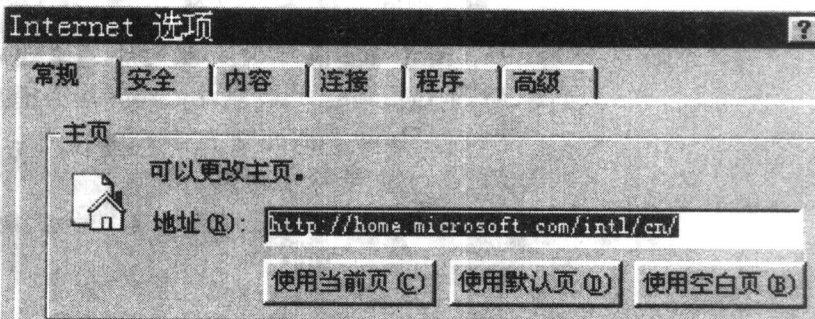 Internet 选项 ?
常规 安全 内容 连接 程序 高级
主页
可以更改主页。
地址(R): http://home.microsoft.com/intl/cn/
使用当前页(C) 使用默认页(D) 使用空白页(B)